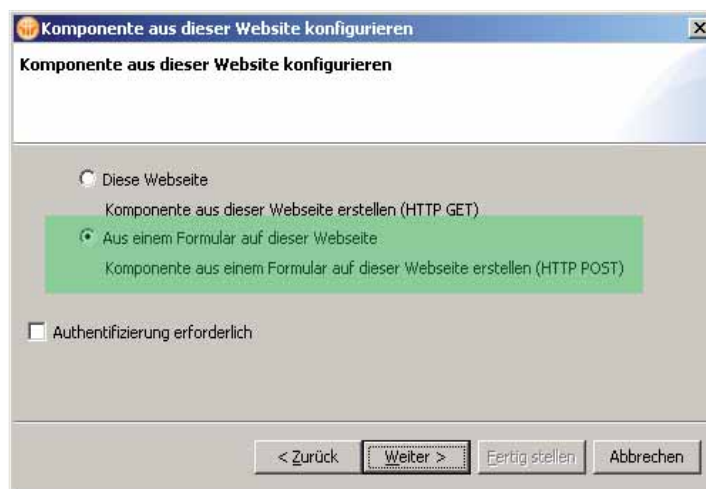 Komponente aus dieser Website konfigurieren
Komponente aus dieser Website konfigurieren
Diese Webseite
Komponente aus dieser Webseite erstellen (HTTP GET)
Aus einem Formular auf dieser Webseite
Komponente aus einem Formular auf dieser Webseite erstellen (HTTP POST)
Authentifizierung erforderlich
< Zurück Weiter > Fertig stellen Abbrechen